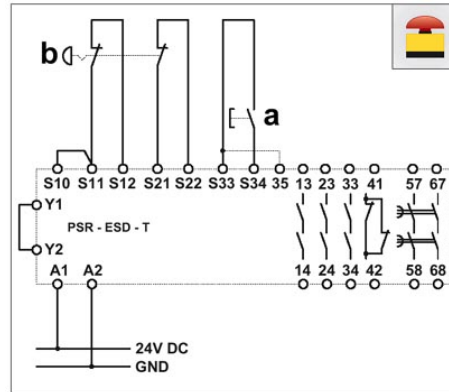 b
a
S10 S11 S12 S21 S22 S33 S34 35 13 23 33 41 57 67
Y1
PSR - ESD - T
Y2
A1 A2 14 24 34 42 58 68
24V DC
GND